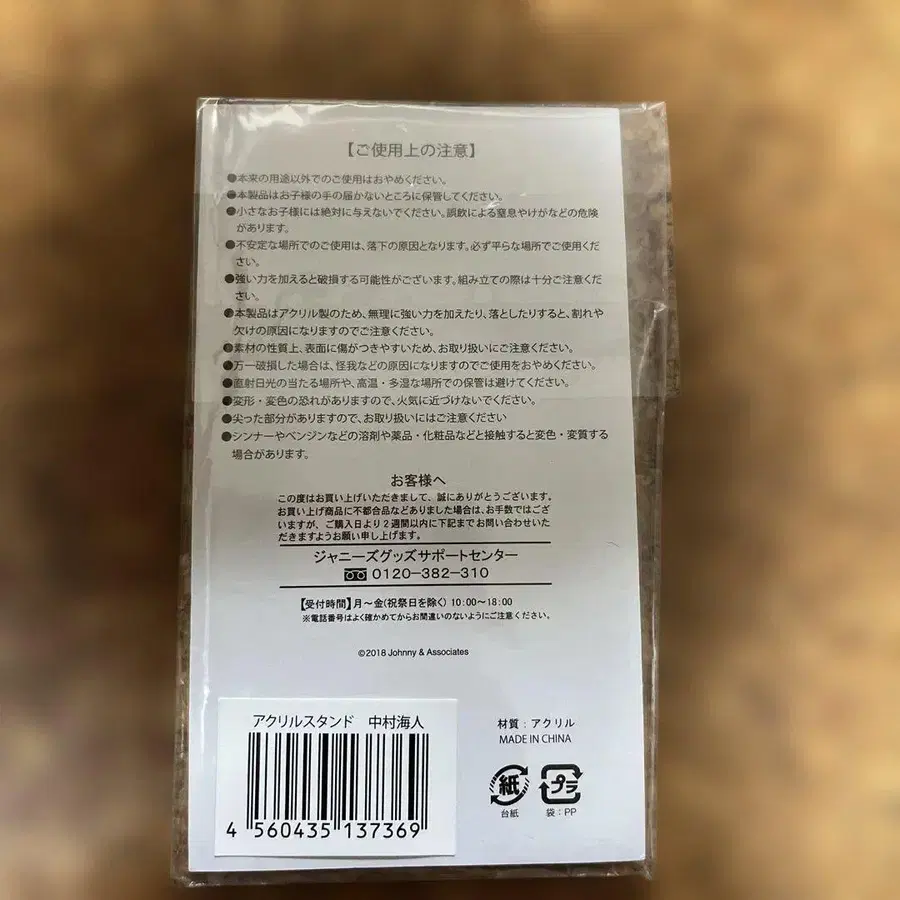 【ご使用上の注意】
●本来の用途以外でのご使用はおやめください。
●本製品はお子様の手の届かないところに保管してください。
●小さなお子様には絶対に与えないでください。誤飲による窒息やけがなどの危険
があります。
●不安定な場所でのご使用は、落下の原因となります。必ず平らな場所でご使用くだ
さい。
●強い力を加えると破損する可能性がございます。組み立ての際は十分ご注意くださ
い。
●本製品はアクリル製のため、無理に強い力を加えたり、落としたりすると、割れや
欠けの原因になりますのでご注意ください。
●素材の性質上、表面に傷がつきやすいため、お取り扱いにご注意ください。
●万一破損した場合は、怪我などの原因になりますのでご使用をおやめください。
●直射日光の当たる場所や、高温・多湿な場所での保管は避けてください。
●変形・変色の恐れがありますので、火気に近づけないでください。
●尖った部分がありますので、お取り扱いにはご注意ください
●シンナーやベンジンなどの溶剤や薬品・化粧品などと接触すると変色・変質する
場合があります。
お客様へ
この度はお買い上げいただきまして、誠にありがとうございます。
お買い上げ商品に不都合品などありました場合は、お手数ではござ
いますが、ご購入日より2週間以内に下記までお問い合わせいた
だきますようお願い申し上げます。
ジャニーズグッズサポートセンター
0120-382-310
【受付時間】月〜金(祝祭日を除く) 10:00〜18:00
※電話番号はよく確かめてからお間違いのないようにご注意ください。
©2018 Johnny & Associates
アクリルスタンド 中村海人
4 560435 137369
材質：アクリル
MADE IN CHINA
紙
台紙
プラ
袋：PP